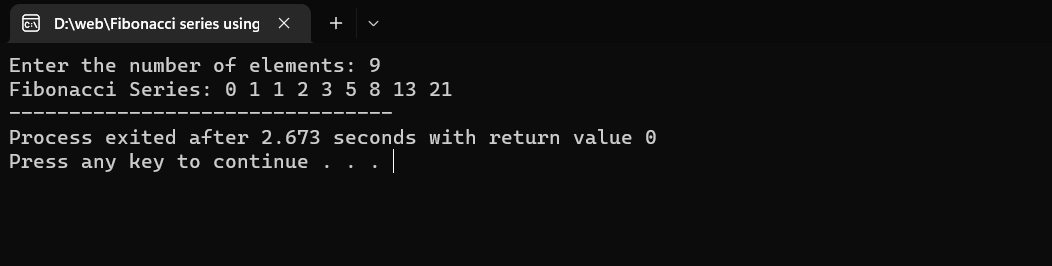 D:\web\Fibonacci series using
Enter the number of elements: 9
Fibonacci Series: 0 1 1 2 3 5 8 13 21
--------------------------------
Process exited after 2.673 seconds with return value 0
Press any key to continue . . .